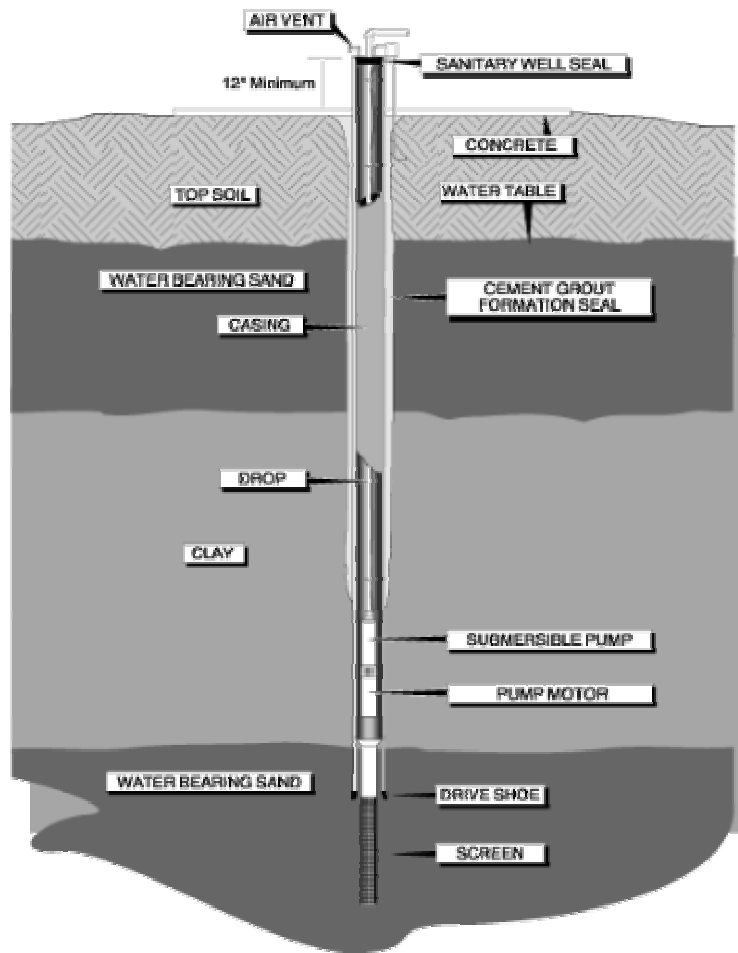 AIR VENT
SANITARY WELL SEAL
12" Minimum
CONCRETE
WATER TABLE
TOP SOIL
WATER BEARING SAND
CEMENT GROUT
FORMATION SEAL
CASING
DROP
CLAY
SUBMERSIBLE PUMP
PUMP MOTOR
WATER BEARING SAND
DRIVE SHOE
SCREEN